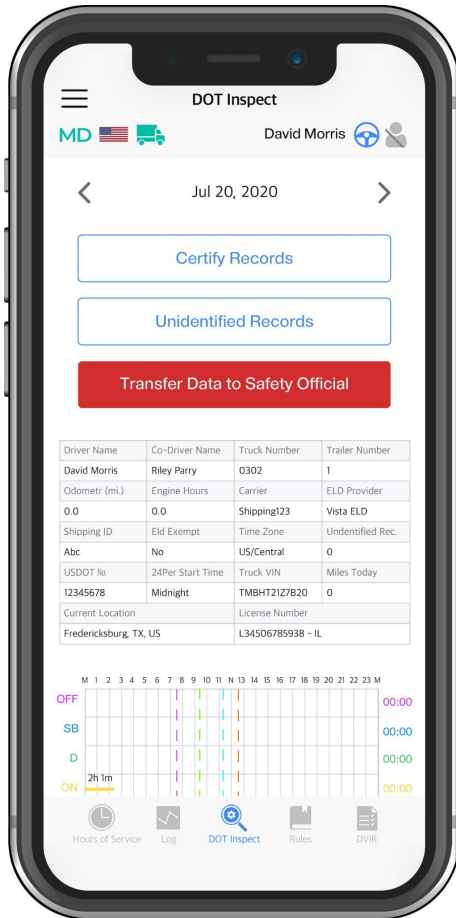 DOT Inspect
MD David Morris
Jul 20, 2020
Certify Records
Unidentified Records
Transfer Data to Safety Official
Driver Name Co-Driver Name Truck Number Trailer Number
David Morris Riley Parry 0302 1
Odometr (mi.) Engine Hours Carrier ELD Provider
0.0 0.0 Shipping123 Vista ELD
Shipping ID Eld Exempt Time Zone Undentified Rec.
Abc No US/Central 0
USDOT № 24Per Start Time Truck VIN Miles Today
12345678 Midnight TMBHT21Z7B20 0
Current Location License Number
Fredericksburg, TX, US L34506785938 - IL
M 1 2 3 4 5 6 7 8 9 10 11 N 13 14 15 16 17 18 19 20 21 22 23 M
OFF 00:00
SB 00:00
D 00:00
2h 1m
ON 00:00
Hours of Service Log DOT Inspect Rules DVIR